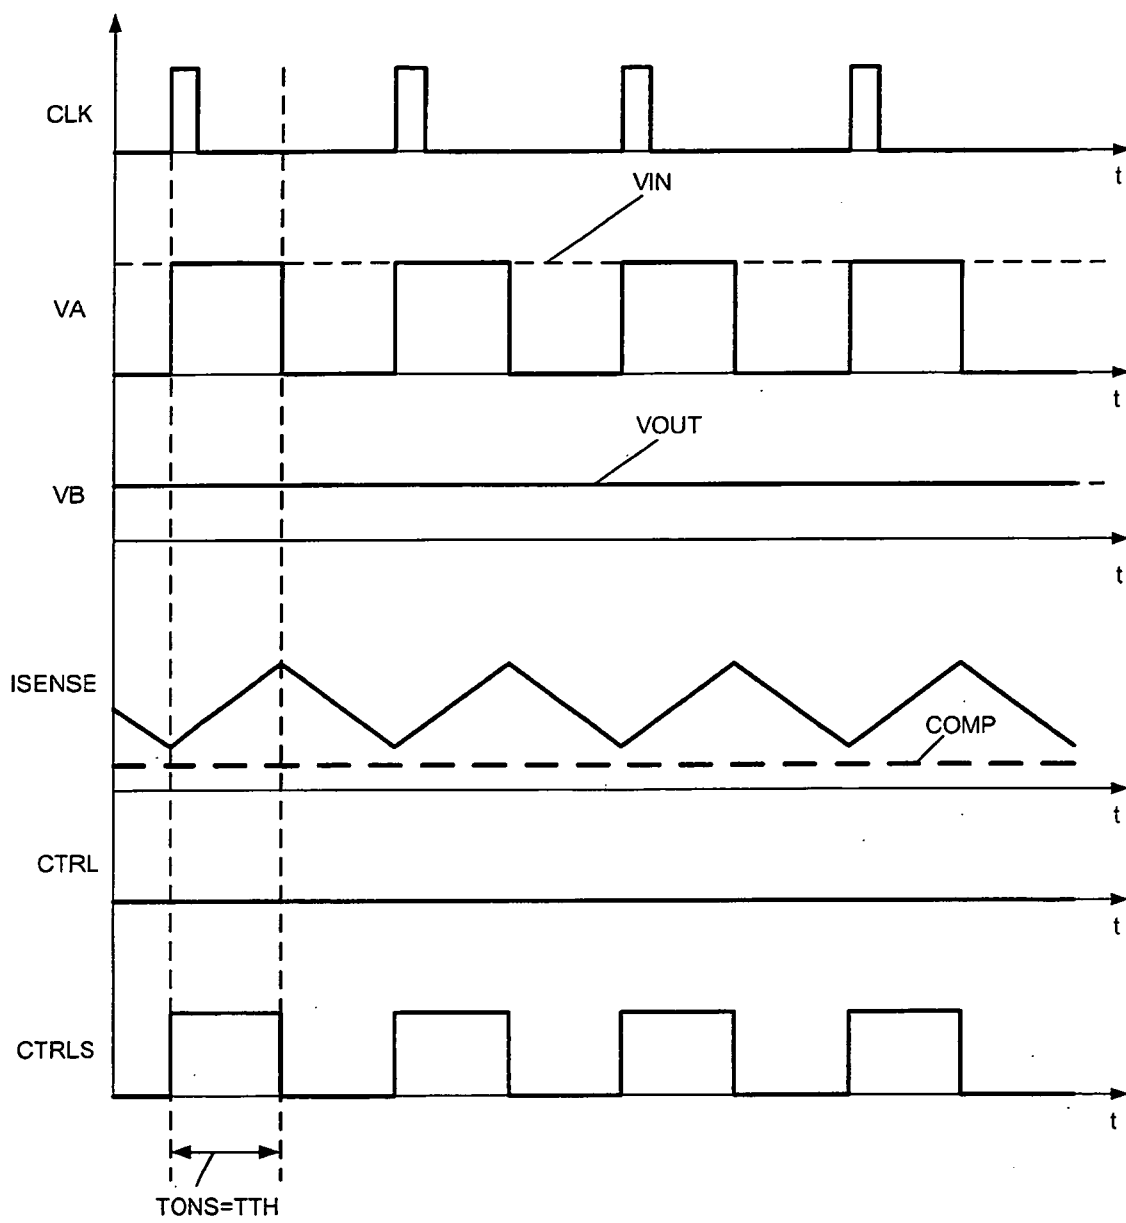 CLK
t
VIN
VA
t
VOUT
VB
t
ISENSE
COMP
t
CTRL
t
CTRLS
t
TONS=TTH